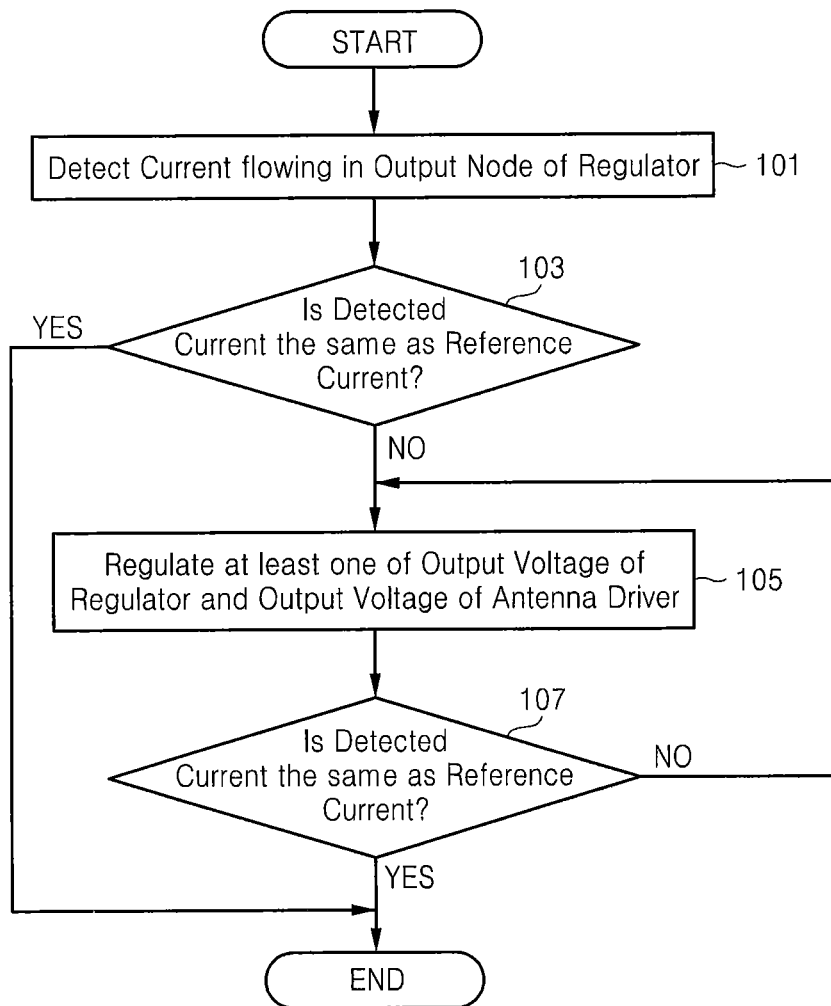 START
Detect Current flowing in Output Node of Regulator
101
103
Is Detected
Current the same as Reference
Current?
YES
NO
Regulate at least one of Output Voltage of
Regulator and Output Voltage of Antenna Driver
105
107
Is Detected
Current the same as Reference
Current?
NO
YES
END